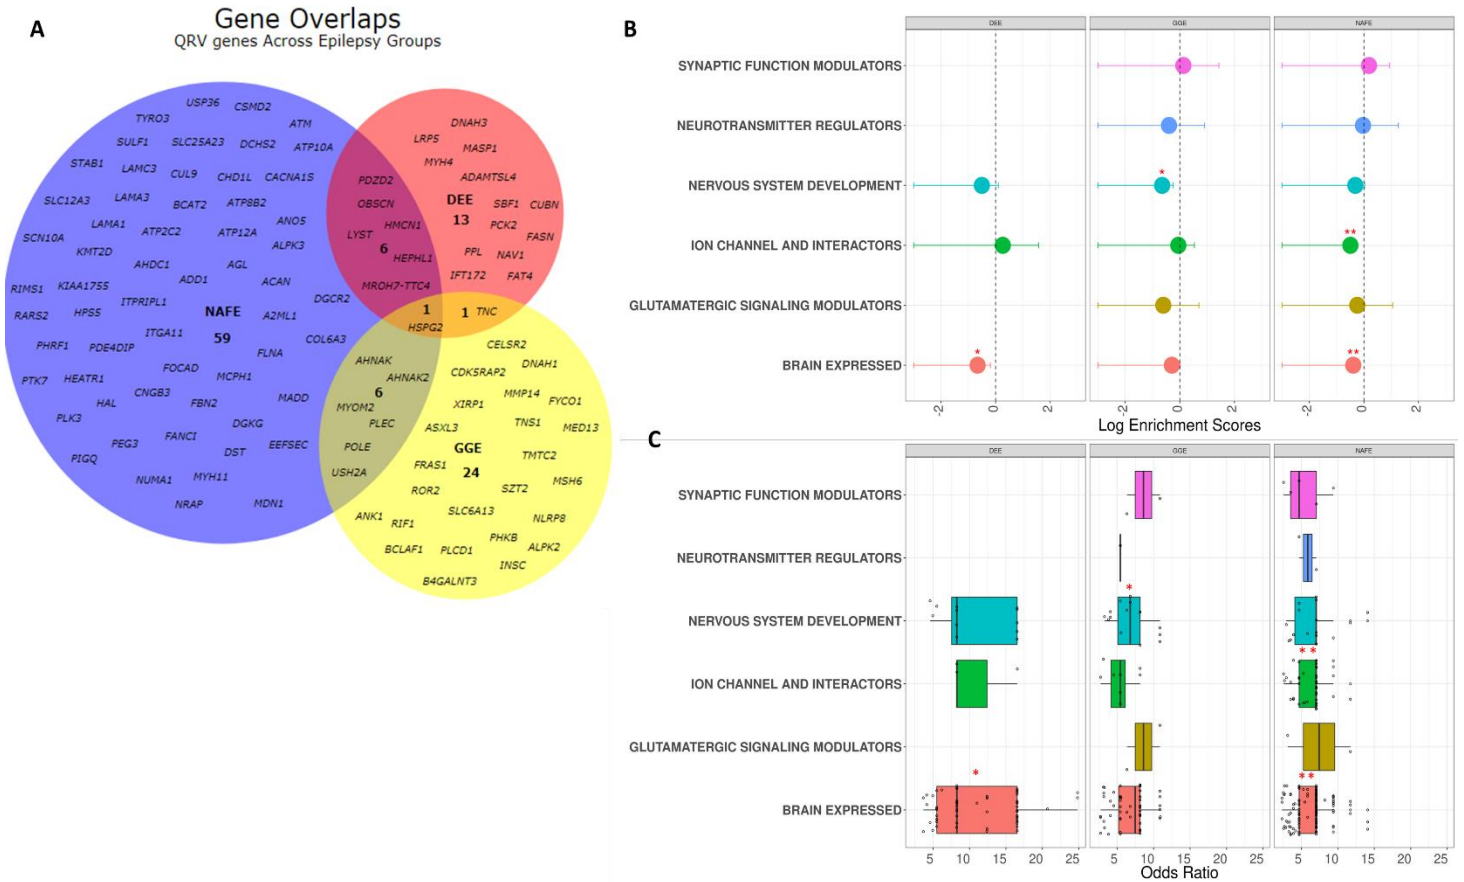 A
Gene Overlaps
QRV genes Across Epilepsy Groups
USP36
CSMD2
TYRO3
ATM
SULF1
SLC25A23
DCHS2
ATP10A
STAB1
LAMC3
CUL9
CHD1L
CACNA1S
SLC12A3
LAMA3
BCAT2
ATP8B2
ANO5
LAMA1
ATP2C2
ATP12A
SCN10A
KMT2D
ALPK3
AHDC1
AGL
ADD1
ACAN
RIMS1
KIAA1755
ITPRIPL1
DGCR2
RARS2
HPS5
NAFE
59
A2ML1
ITGA11
COL6A3
PHRF1
PDE4DIP
FLNA
FOCAD
MCPH1
PTK7
HEATR1
CNGB3
MADD
HAL
FBN2
PLK3
DGKG
PEG3
FANCI
EEFSEC
PIGQ
DST
NUMA1
MYH11
NRAP
MDN1
PDZD2
OBSCN
HMCN1
LYST
6
HEPHL1
MROH7-TTC4
DNAH3
LRP5
MASP1
MYH4
ADAMTSL4
DEE
13
SBF1
CUBN
PCK2
FASN
PPL
NAV1
IFT172
FAT4
1
HSPG2
1
TNC
AHNAK
AHNAK2
6
MYOM2
PLEC
POLE
USH2A
CELSR2
DNAH1
CDK5RAP2
MMP14
FYCO1
XIRP1
TNS1
MED13
ASXL3
GGE
24
FRAS1
TMTC2
MSH6
ROR2
SZT2
SLC6A13
NLRP8
ANK1
RIF1
PHKB
ALPK2
BCLAF1
PLCD1
INSC
B4GALNT3
B
DEE
GGE
NAFE
SYNAPTIC FUNCTION MODULATORS
NEUROTRANSMITTER REGULATORS
NERVOUS SYSTEM DEVELOPMENT
*
ION CHANNEL AND INTERACTORS
**
GLUTAMATERGIC SIGNALING MODULATORS
BRAIN EXPRESSED
*
**
-2 0 2
-2 0 2
-2 0 2
Log Enrichment Scores
C
DEE
GGE
NAFE
SYNAPTIC FUNCTION MODULATORS
NEUROTRANSMITTER REGULATORS
*
NERVOUS SYSTEM DEVELOPMENT
**
ION CHANNEL AND INTERACTORS
GLUTAMATERGIC SIGNALING MODULATORS
*
**
BRAIN EXPRESSED
5 10 15 20 25
5 10 15 20 25
5 10 15 20 25
Odds Ratio